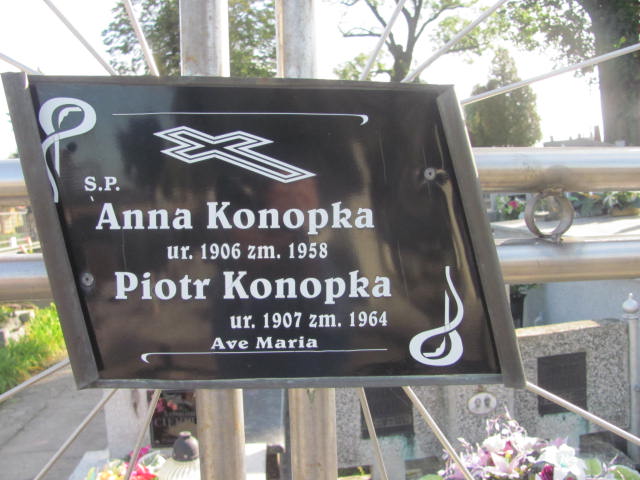 S.P.
Anna Konopka
ur. 1906 zm. 1958
Piotr Konopka
ur. 1907 zm. 1964
Ave Maria